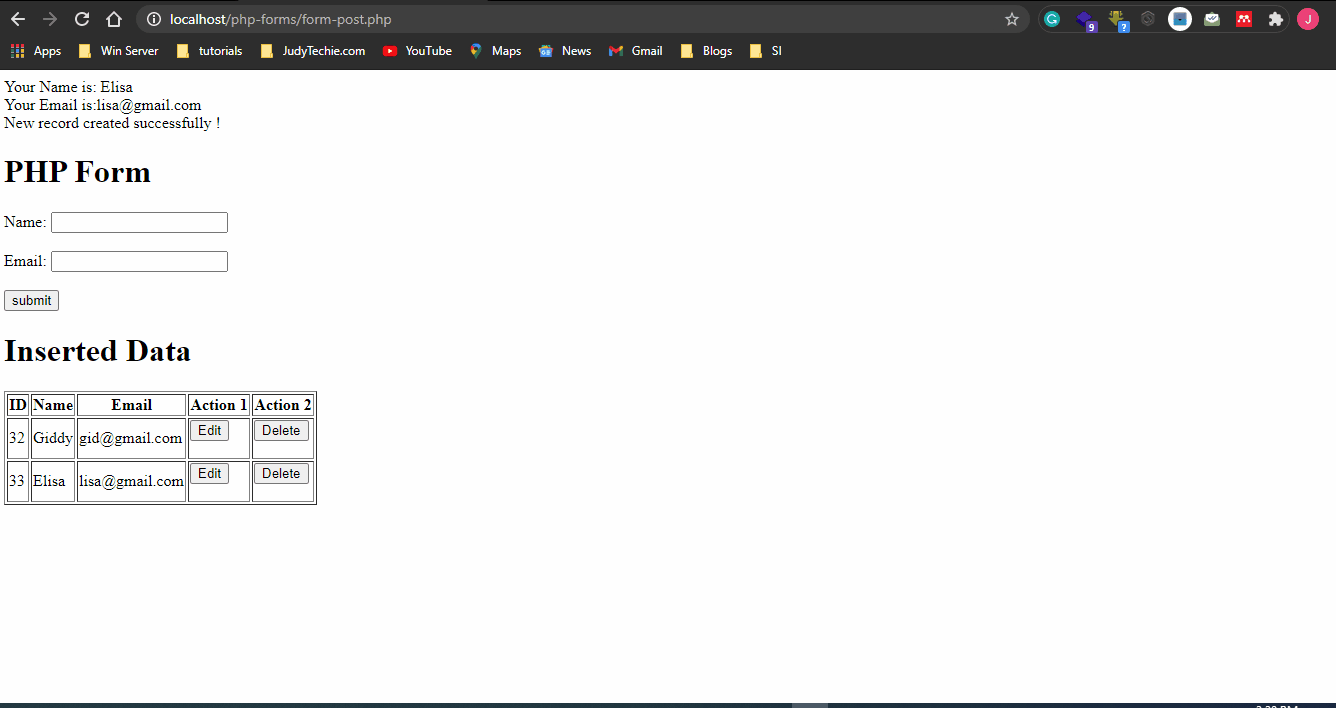 localhost/php-forms/form-post.php
9 ? J
Apps Win Server tutorials JudyTechie.com YouTube Maps News Gmail Blogs SI
Your Name is: Elisa
Your Email is:lisa@gmail.com
New record created successfully !
PHP Form
Name:
Email:
submit
Inserted Data
ID Name Email Action 1 Action 2
32 Giddy gid@gmail.com Edit Delete
33 Elisa lisa@gmail.com Edit Delete